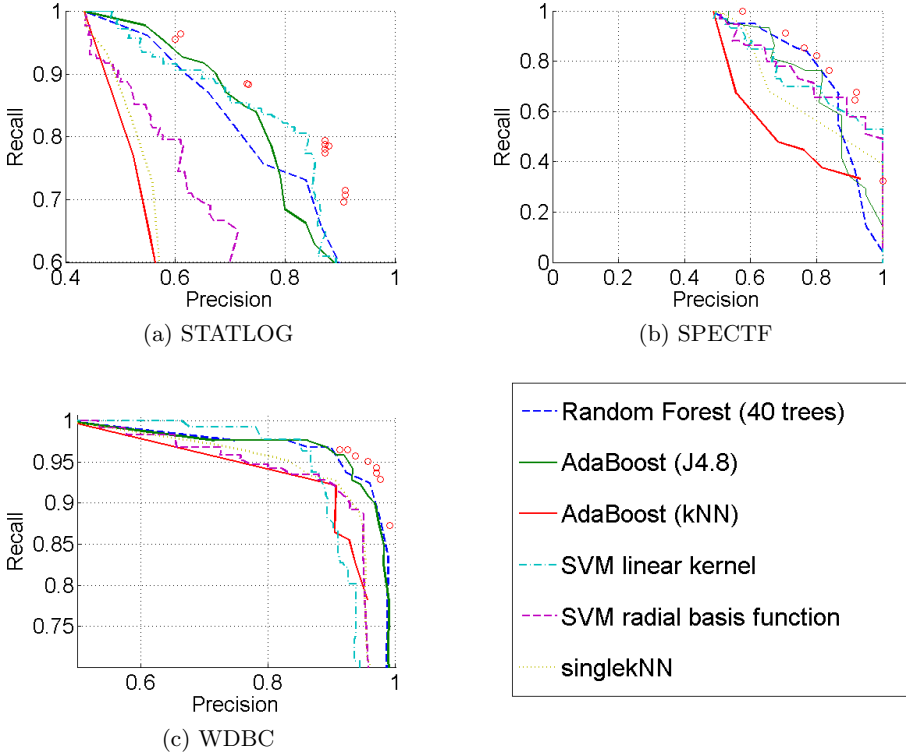 1
0.9
0.8
0.7
0.6
0.4
0.6
0.8
1
Recall
Precision
(a) STATLOG
1
0.8
0.6
0.4
0.2
0
0
0.2
0.4
0.6
0.8
1
Recall
Precision
(b) SPECTF
1
0.95
0.9
0.85
0.8
0.75
0.6
0.8
1
Recall
Precision
(c) WDBC
Random Forest (40 trees)
AdaBoost (J4.8)
AdaBoost (kNN)
SVM linear kernel
SVM radial basis function
singlekNN